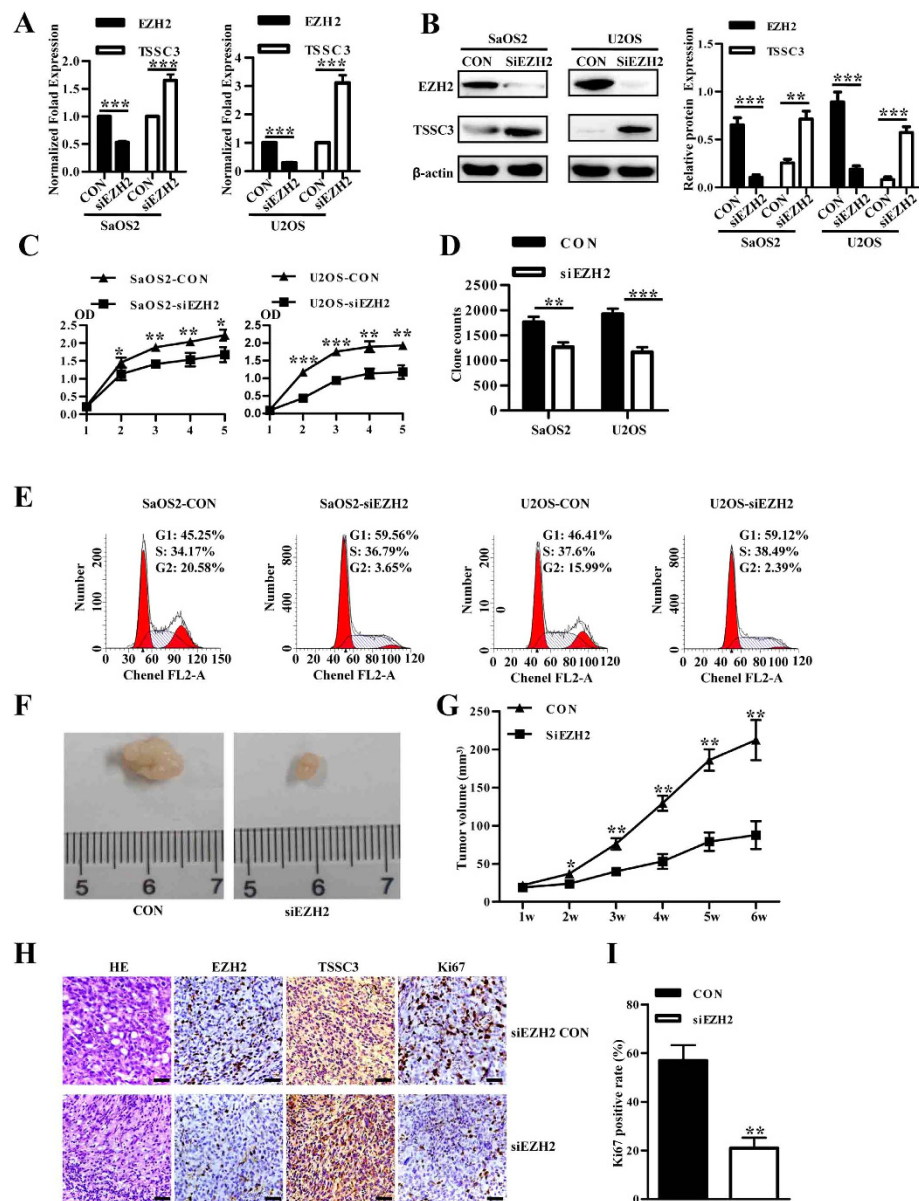 A
EZH2
TSSC3
Normalized Folad Expression
1.5
1.0
0.5
0.0
***
***
CON
siEZH2
CON
siEZH2
SaOS2
EZH2
TSSC3
Normalized Folad Expression
4
3
2
1
0
***
***
CON
siEZH2
CON
siEZH2
U2OS
B
SaOS2
U2OS
CON SiEZH2
CON SiEZH2
EZH2
TSSC3
β-actin
EZH2
TSSC3
Relative protein Expression
1.5
1.0
0.5
0.0
***
**
***
***
CON
siEZH2
CON
siEZH2
CON
siEZH2
CON
siEZH2
SaOS2
U2OS
C
SaOS2-CON
SaOS2-siEZH2
OD
2.5
2.0
1.5
1.0
0.5
0.0
* ** ** *
1 2 3 4 5
U2OS-CON
U2OS-siEZH2
OD
2.5
2.0
1.5
1.0
0.5
0.0
*** *** ** **
1 2 3 4 5
D
CON
siEZH2
Clone counts
2500
2000
1500
1000
500
0
**
***
SaOS2
U2OS
E
SaOS2-CON
G1: 45.25%
S: 34.17%
G2: 20.58%
Number
200
100
0
0 30 60 90 120 150
Chenel FL2-A
SaOS2-siEZH2
G1: 59.56%
S: 36.79%
G2: 3.65%
Number
800
400
0
0 20 40 60 80 100 120
Chenel FL2-A
U2OS-CON
G1: 46.41%
S: 37.6%
G2: 15.99%
Number
200
10
0
0
0 20 40 60 80 100 120
Chenel FL2-A
U2OS-siEZH2
G1: 59.12%
S: 38.49%
G2: 2.39%
Number
800
400
0
0 20 40 60 80 100 120
Chenel FL2-A
F
5 6 7
CON
5 6 7
siEZH2
G
CON
SiEZH2
Tumor volume (mm³)
250
200
150
100
50
0
* ** ** ** **
1w 2w 3w 4w 5w 6w
H
HE
EZH2
TSSC3
Ki67
siEZH2 CON
siEZH2
I
CON
siEZH2
Ki67 positive rate (%)
80
60
40
20
0
**